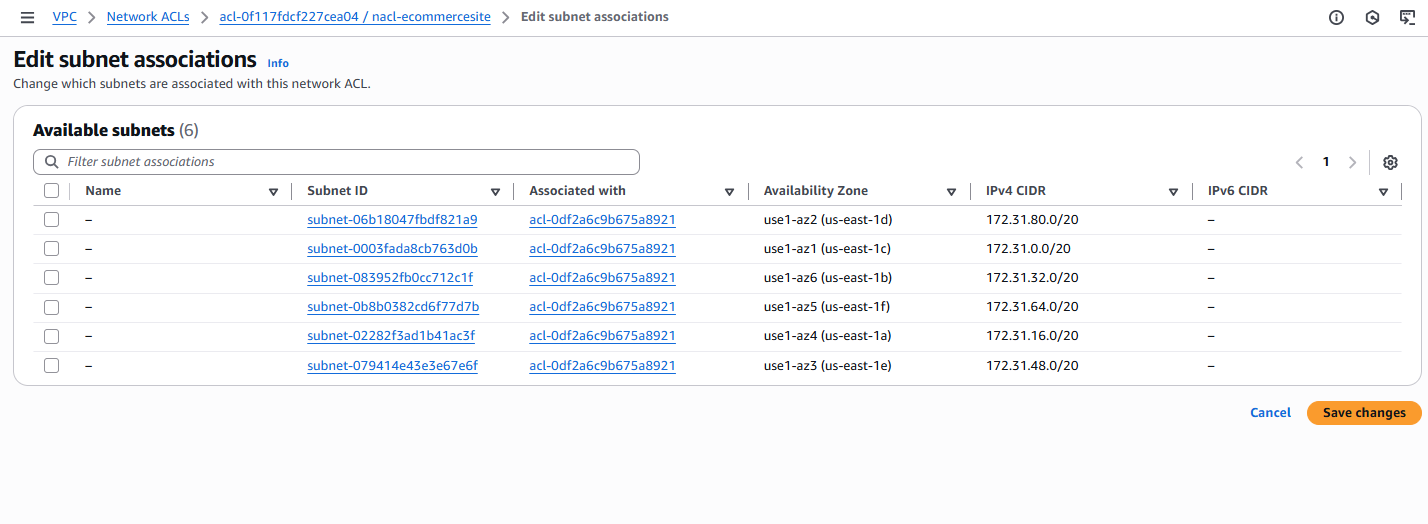 VPC > Network ACLs > acl-0f117fdcf227cea04 / nacl-ecommercesite > Edit subnet associations
Edit subnet associations Info
Change which subnets are associated with this network ACL.
Available subnets (6)
Filter subnet associations
1
Name Subnet ID Associated with Availability Zone IPv4 CIDR IPv6 CIDR
– subnet-06b18047fbdf821a9 acl-0df2a6c9b675a8921 use1-az2 (us-east-1d) 172.31.80.0/20 –
– subnet-0003fada8cb763d0b acl-0df2a6c9b675a8921 use1-az1 (us-east-1c) 172.31.0.0/20 –
– subnet-083952fb0cc712c1f acl-0df2a6c9b675a8921 use1-az6 (us-east-1b) 172.31.32.0/20 –
– subnet-0b8b0382cd6f77d7b acl-0df2a6c9b675a8921 use1-az5 (us-east-1f) 172.31.64.0/20 –
– subnet-02282f3ad1b41ac3f acl-0df2a6c9b675a8921 use1-az4 (us-east-1a) 172.31.16.0/20 –
– subnet-079414e43e3e67e6f acl-0df2a6c9b675a8921 use1-az3 (us-east-1e) 172.31.48.0/20 –
Cancel Save changes